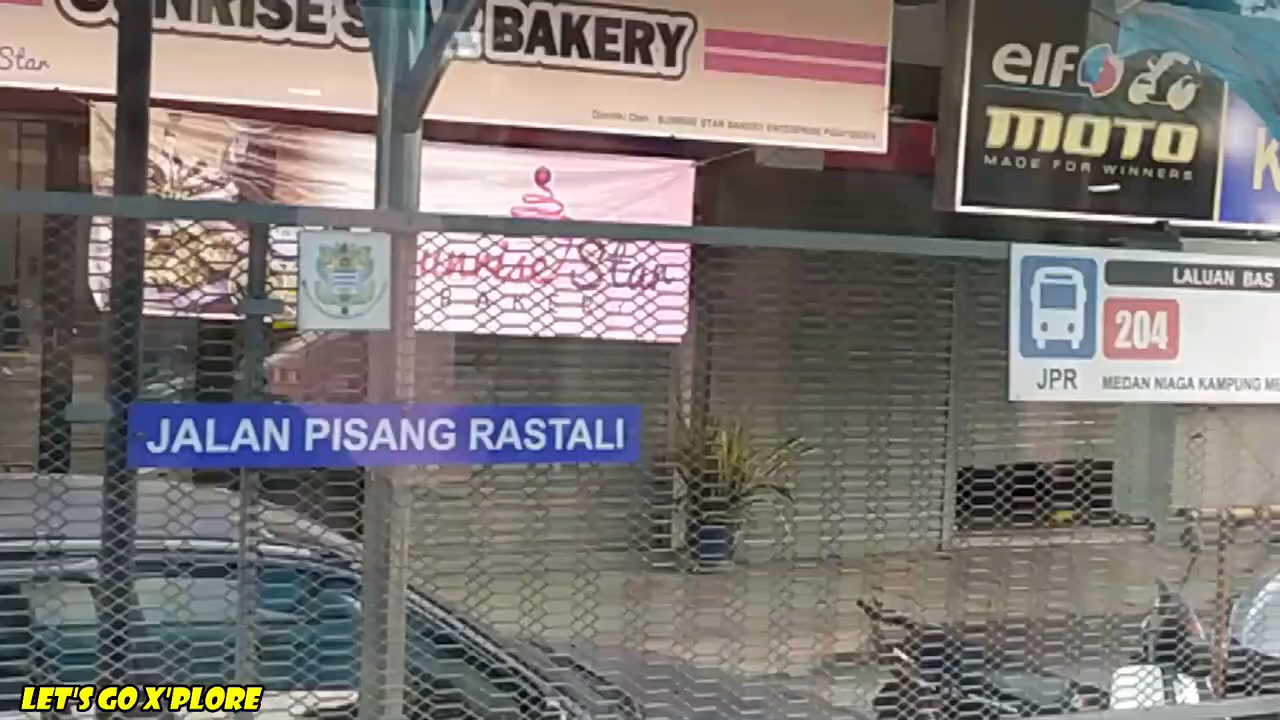 SUNRISE STAR BAKERY
Star
elf
MOTO
MADE FOR WINNERS
K
Sunrise Star
BAKERY
LALUAN BAS
204
JPR
MEDAN NIAGA KAMPUNG ME
JALAN PISANG RASTALI
LET'S GO X'PLORE